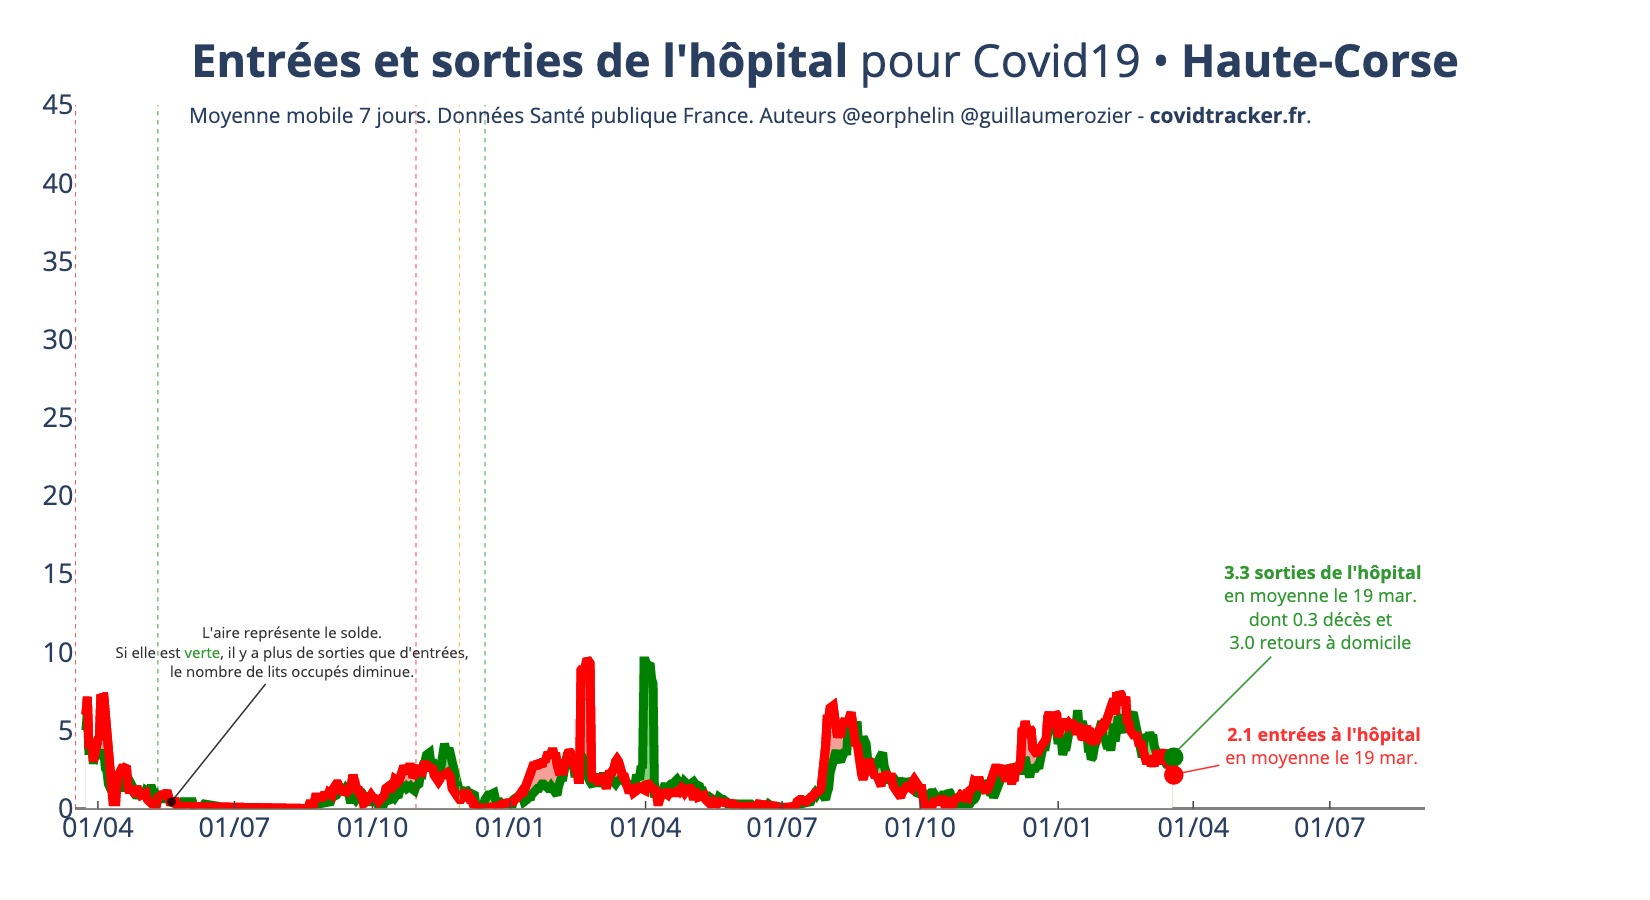 Entrées et sorties de l'hôpital pour Covid19 • Haute-Corse
Moyenne mobile 7 jours. Données Santé publique France. Auteurs @eorphelin @guillaumerozier - covidtracker.fr.
45
40
35
30
25
20
15
10
5
0
L'aire représente le solde.
Si elle est verte, il y a plus de sorties que d'entrées,
le nombre de lits occupés diminue.
3.3 sorties de l'hôpital
en moyenne le 19 mar.
dont 0.3 décès et
3.0 retours à domicile
2.1 entrées à l'hôpital
en moyenne le 19 mar.
01/04 01/07 01/10 01/01 01/04 01/07 01/10 01/01 01/04 01/07